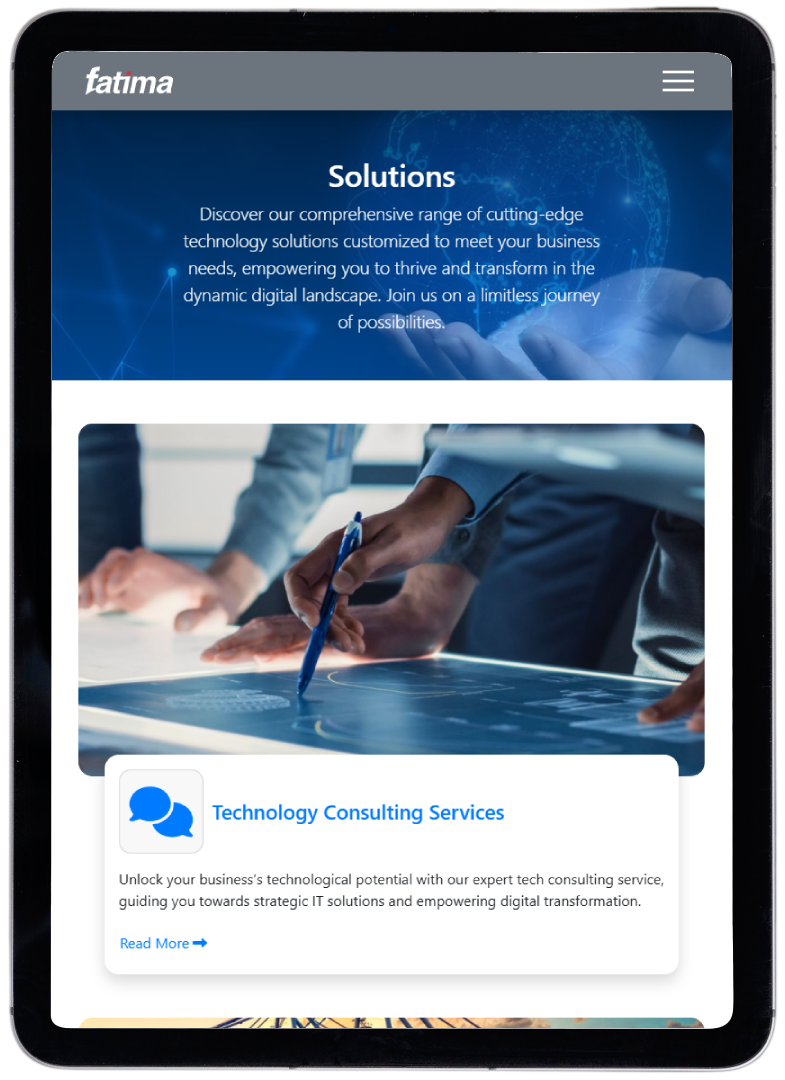 fatima
Solutions
Discover our comprehensive range of cutting-edge
technology solutions customized to meet your business
needs, empowering you to thrive and transform in the
dynamic digital landscape. Join us on a limitless journey
of possibilities.
Technology Consulting Services
Unlock your business's technological potential with our expert tech consulting service,
guiding you towards strategic IT solutions and empowering digital transformation.
Read More